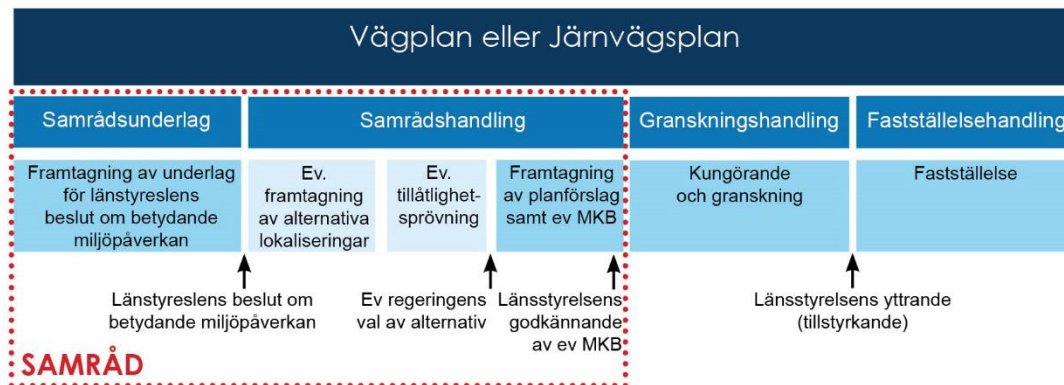 Vägplan eller Järnvägsplan
Samrådsunderlag
Samrådshandling
Granskningshandling
Fastställelsehandling
Framtagning av underlag
för länstyreslens
beslut om betydande
miljöpåverkan
Ev.
framtagning
av alternativa
lokaliseringar
Ev.
tillåtlighet-
sprövning
Framtagning
av planförslag
samt ev MKB
Kungörande
och granskning
Fastställelse
Länstyreslens beslut om
betydande miljöpåverkan
Ev regeringens
val av alternativ
Länsstyrelsens
godkännande
av ev MKB
Länsstyrelsens yttrande
(tillstyrkande)
SAMRÅD